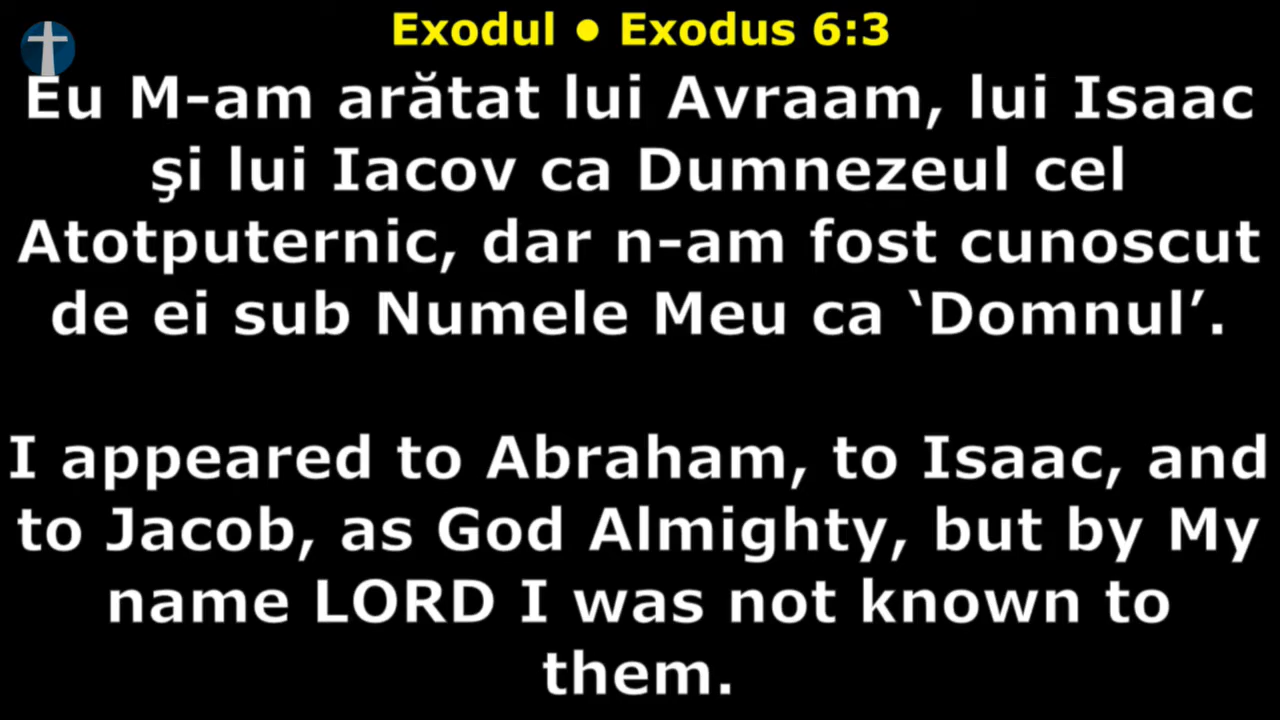 Exodul • Exodus 6:3
Eu M-am arătat lui Avraam, lui Isaac
şi lui Iacov ca Dumnezeul cel
Atotputernic, dar n-am fost cunoscut
de ei sub Numele Meu ca ‘Domnul’.
I appeared to Abraham, to Isaac, and
to Jacob, as God Almighty, but by My
name LORD I was not known to
them.